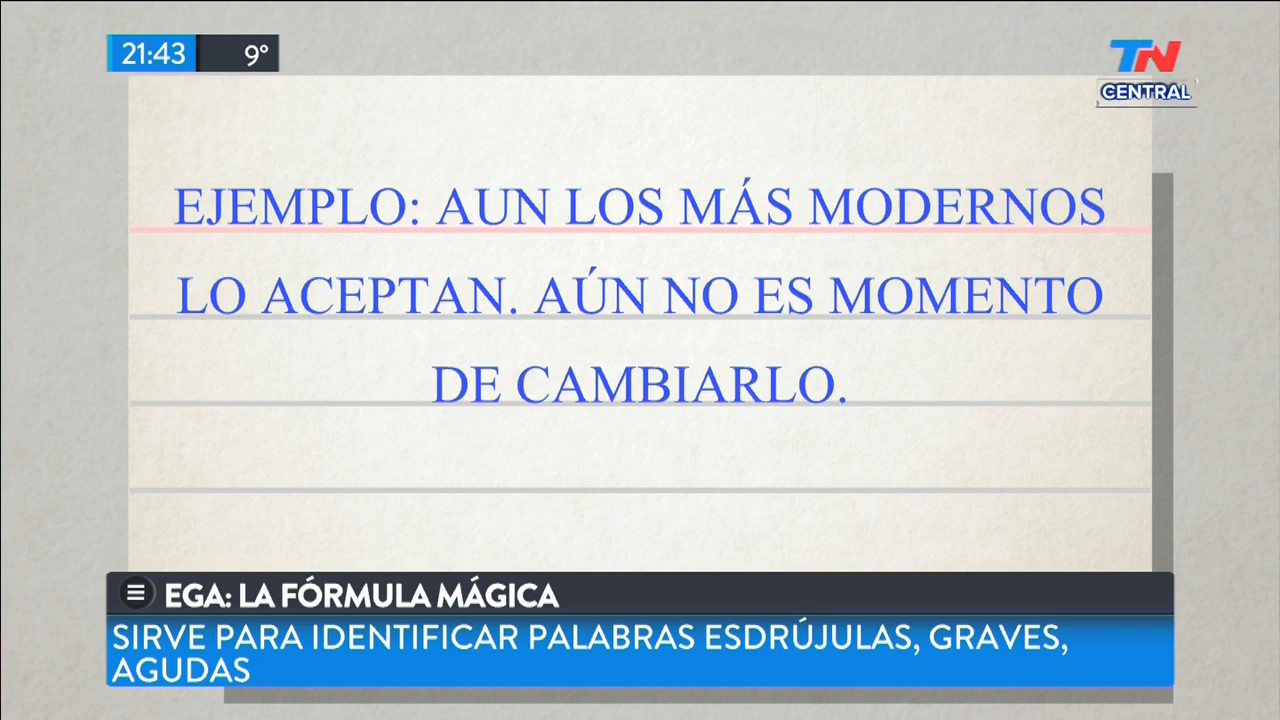 21:43 9°
TN
CENTRAL
EJEMPLO: AUN LOS MÁS MODERNOS
LO ACEPTAN. AÚN NO ES MOMENTO
DE CAMBIARLO.
EGA: LA FÓRMULA MÁGICA
SIRVE PARA IDENTIFICAR PALABRAS ESDRÚJULAS, GRAVES,
AGUDAS